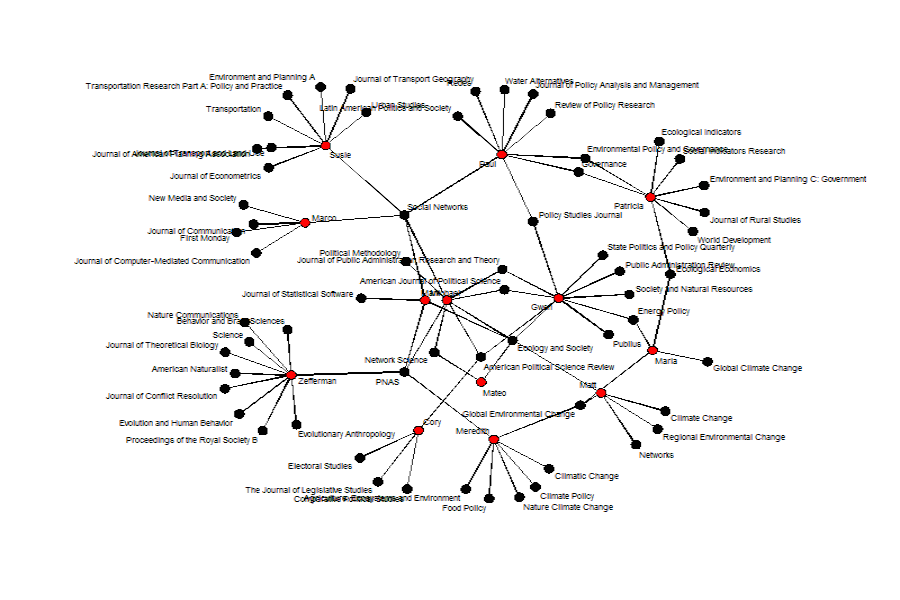 Environment and Planning A
Journal of Transport Geography
Transportation Research Part A: Policy and Practice
Redes
Water Alternatives
Journal of Policy Analysis and Management
Urban Studies
Latin American Politics and Society
Review of Policy Research
Transportation
Ecological Indicators
Environmental Policy and Governance
Social Indicators Research
Journal of American Planning Association
Journal of Transport and Land Use
Susie
Paul
Governance
Journal of Econometrics
Environment and Planning C: Government
New Media and Society
Patricia
Social Networks
Policy Studies Journal
Marco
Journal of Rural Studies
Journal of Communication
First Monday
World Development
State Politics and Policy Quarterly
Political Methodology
Journal of Public Administration Research and Theory
Journal of Computer-Mediated Communication
Public Administration Review
Ecological Economics
American Journal of Political Science
Society and Natural Resources
Journal of Statistical Software
Gwen
Energy Policy
Nature Communications
Behavior and Brain Sciences
Science
Journal of Theoretical Biology
Publius
Ecology and Society
Network Science
Maria
American Political Science Review
Global Climate Change
American Naturalist
Zefferman
PNAS
Mateo
Matt
Journal of Conflict Resolution
Global Environmental Change
Climate Change
Evolution and Human Behavior
Cory
Meredith
Evolutionary Anthropology
Regional Environmental Change
Proceedings of the Royal Society B
Networks
Electoral Studies
Climatic Change
The Journal of Legislative Studies
Comparative Political Studies
Agriculture, Ecosystems and Environment
Climate Policy
Food Policy
Nature Climate Change